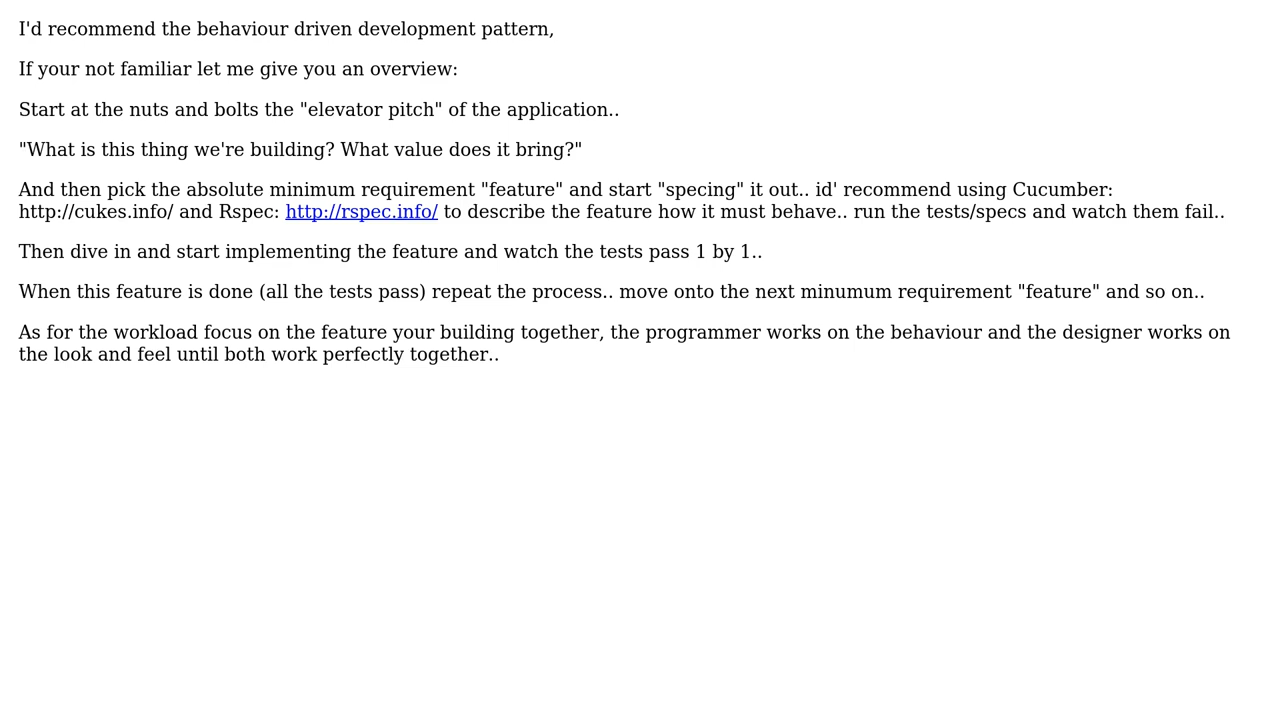 I'd recommend the behaviour driven development pattern,
If your not familiar let me give you an overview:
Start at the nuts and bolts the "elevator pitch" of the application..
"What is this thing we're building? What value does it bring?"
And then pick the absolute minimum requirement "feature" and start "specing" it out.. id' recommend using Cucumber:
http://cukes.info/ and Rspec: http://rspec.info/ to describe the feature how it must behave.. run the tests/specs and watch them fail..
Then dive in and start implementing the feature and watch the tests pass 1 by 1..
When this feature is done (all the tests pass) repeat the process.. move onto the next minumum requirement "feature" and so on..
As for the workload focus on the feature your building together, the programmer works on the behaviour and the designer works on
the look and feel until both work perfectly together..